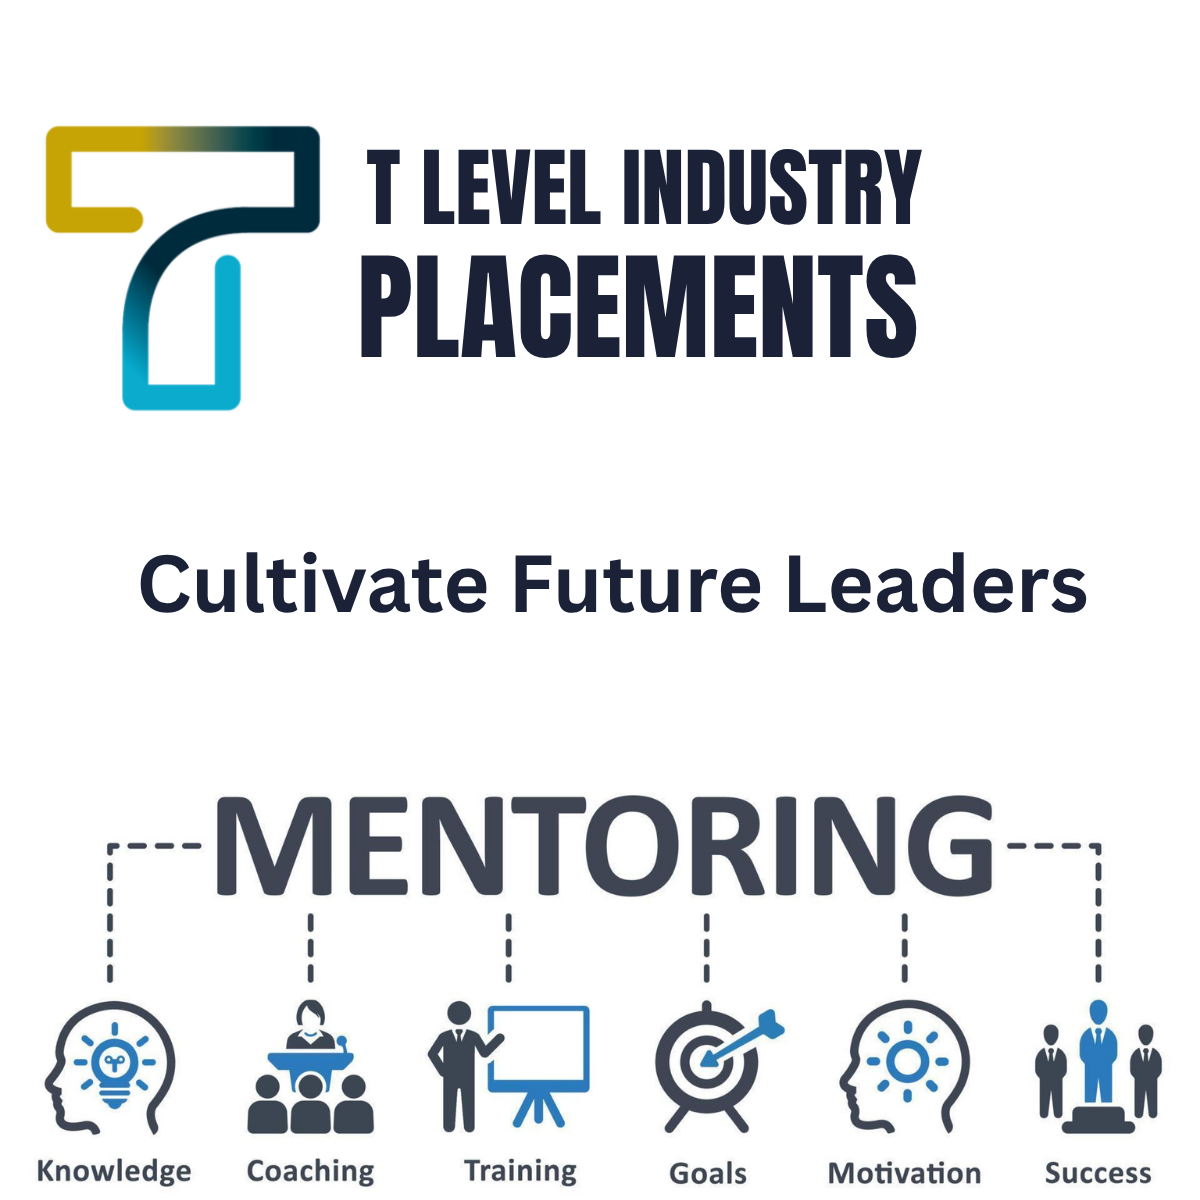 T LEVEL INDUSTRY
PLACEMENTS
Cultivate Future Leaders
MENTORING
Knowledge
Coaching
Training
Goals
Motivation
Success